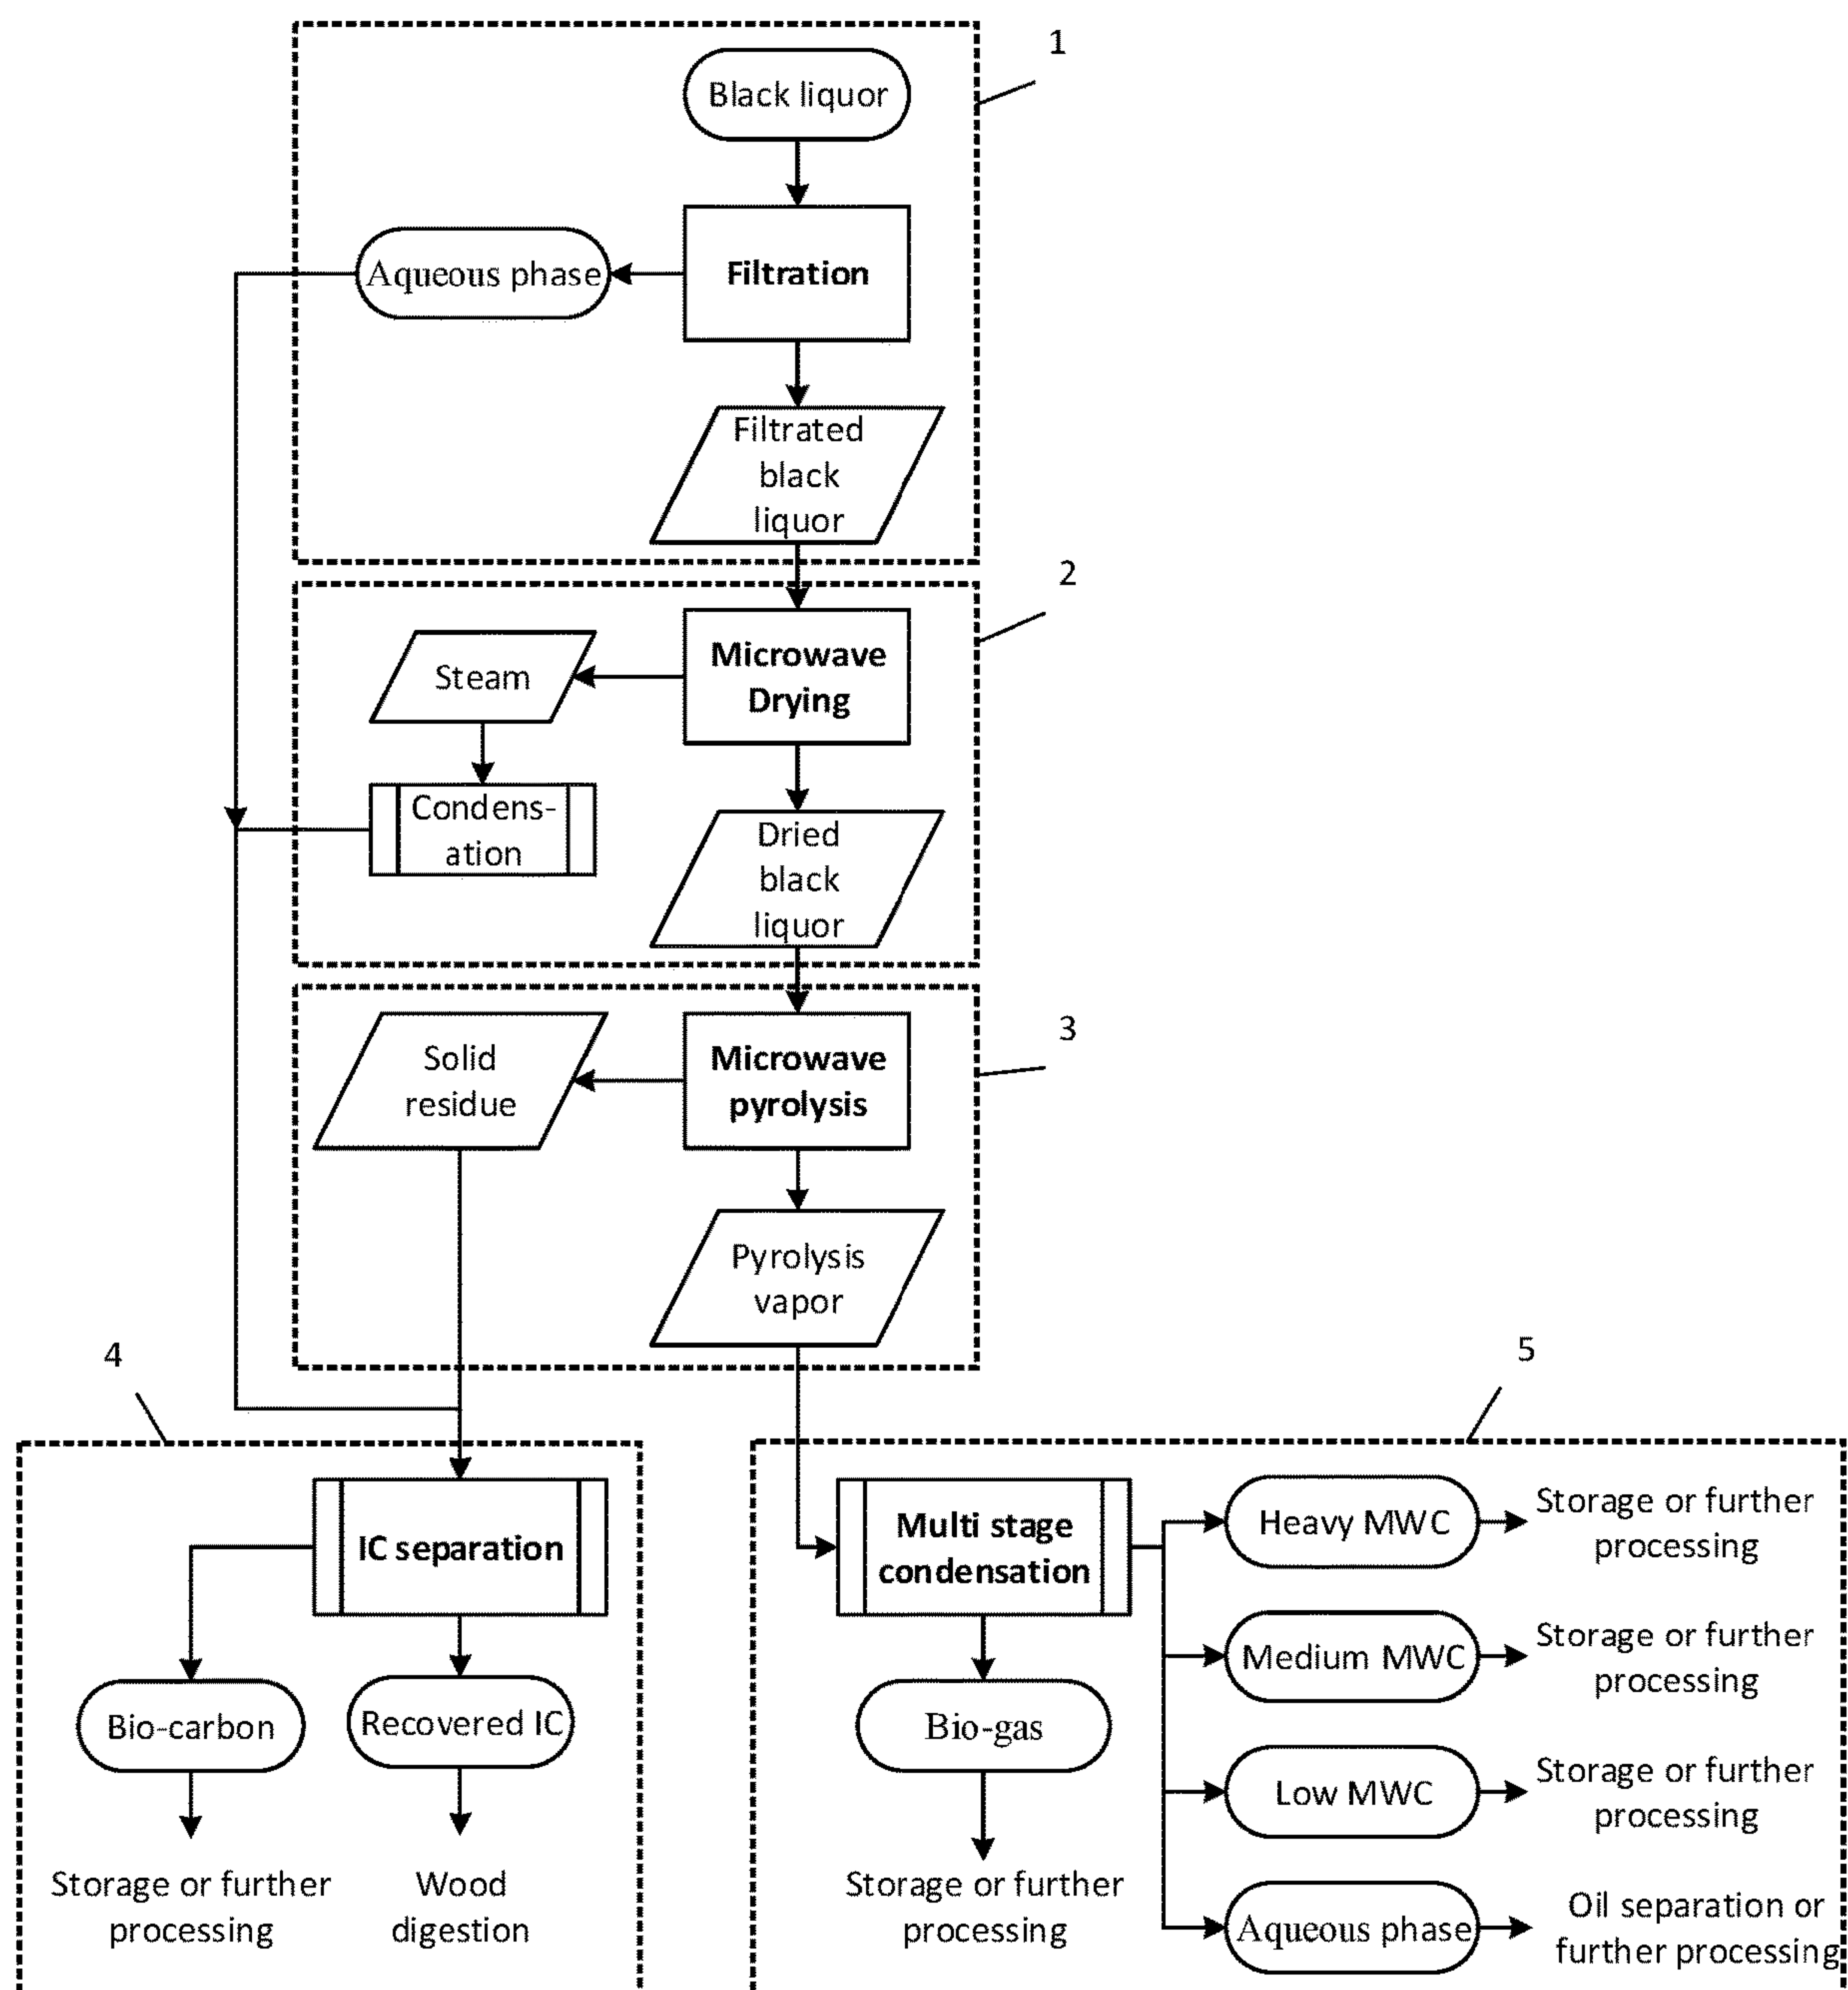 1
Black liquor
Aqueous phase
Filtration
Filtrated
black
liquor
2
Steam
Microwave
Drying
Condens-
ation
Dried
black
liquor
3
Solid
residue
Microwave
pyrolysis
Pyrolysis
vapor
4
5
IC separation
Bio-carbon
Recovered IC
Storage or further
processing
Wood
digestion
Multi stage
condensation
Bio-gas
Storage or further
processing
Heavy MWC
Storage or further
processing
Medium MWC
Storage or further
processing
Low MWC
Storage or further
processing
Aqueous phase
Oil separation or
further processing